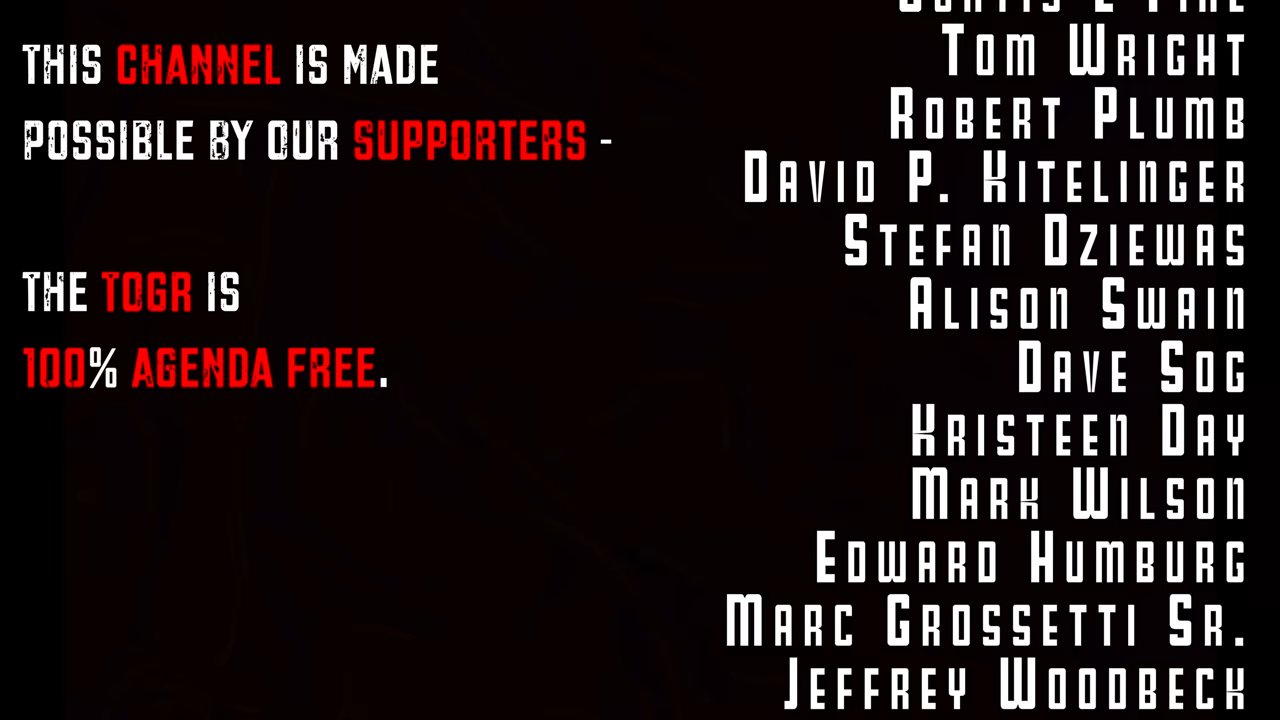 THIS CHANNEL IS MADE
POSSIBLE BY OUR SUPPORTERS -
THE TOGR IS
100% AGENDA FREE.
TOM WRIGHT
ROBERT PLUMB
DAVID P. KITELINGER
STEFAN DZIEWAS
ALISON SWAIN
DAVE SOG
KRISTEEN DAY
MARK WILSON
EDWARD HUMBURG
MARC GROSSETTI SR.
JEFFREY WOODBECK